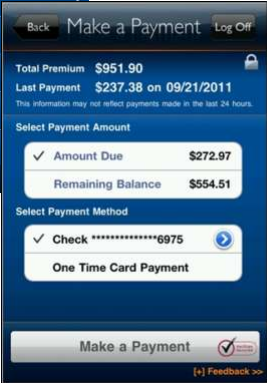 Back Make a Payment Log Off
Total Premium $951.90
Last Payment $237.38 on 09/21/2011
This information may not reflect payments made in the last 24 hours.
Select Payment Amount
✓ Amount Due $272.97
Remaining Balance $554.51
Select Payment Method
✓ Check **************6975
One Time Card Payment
Make a Payment
[+] Feedback >>